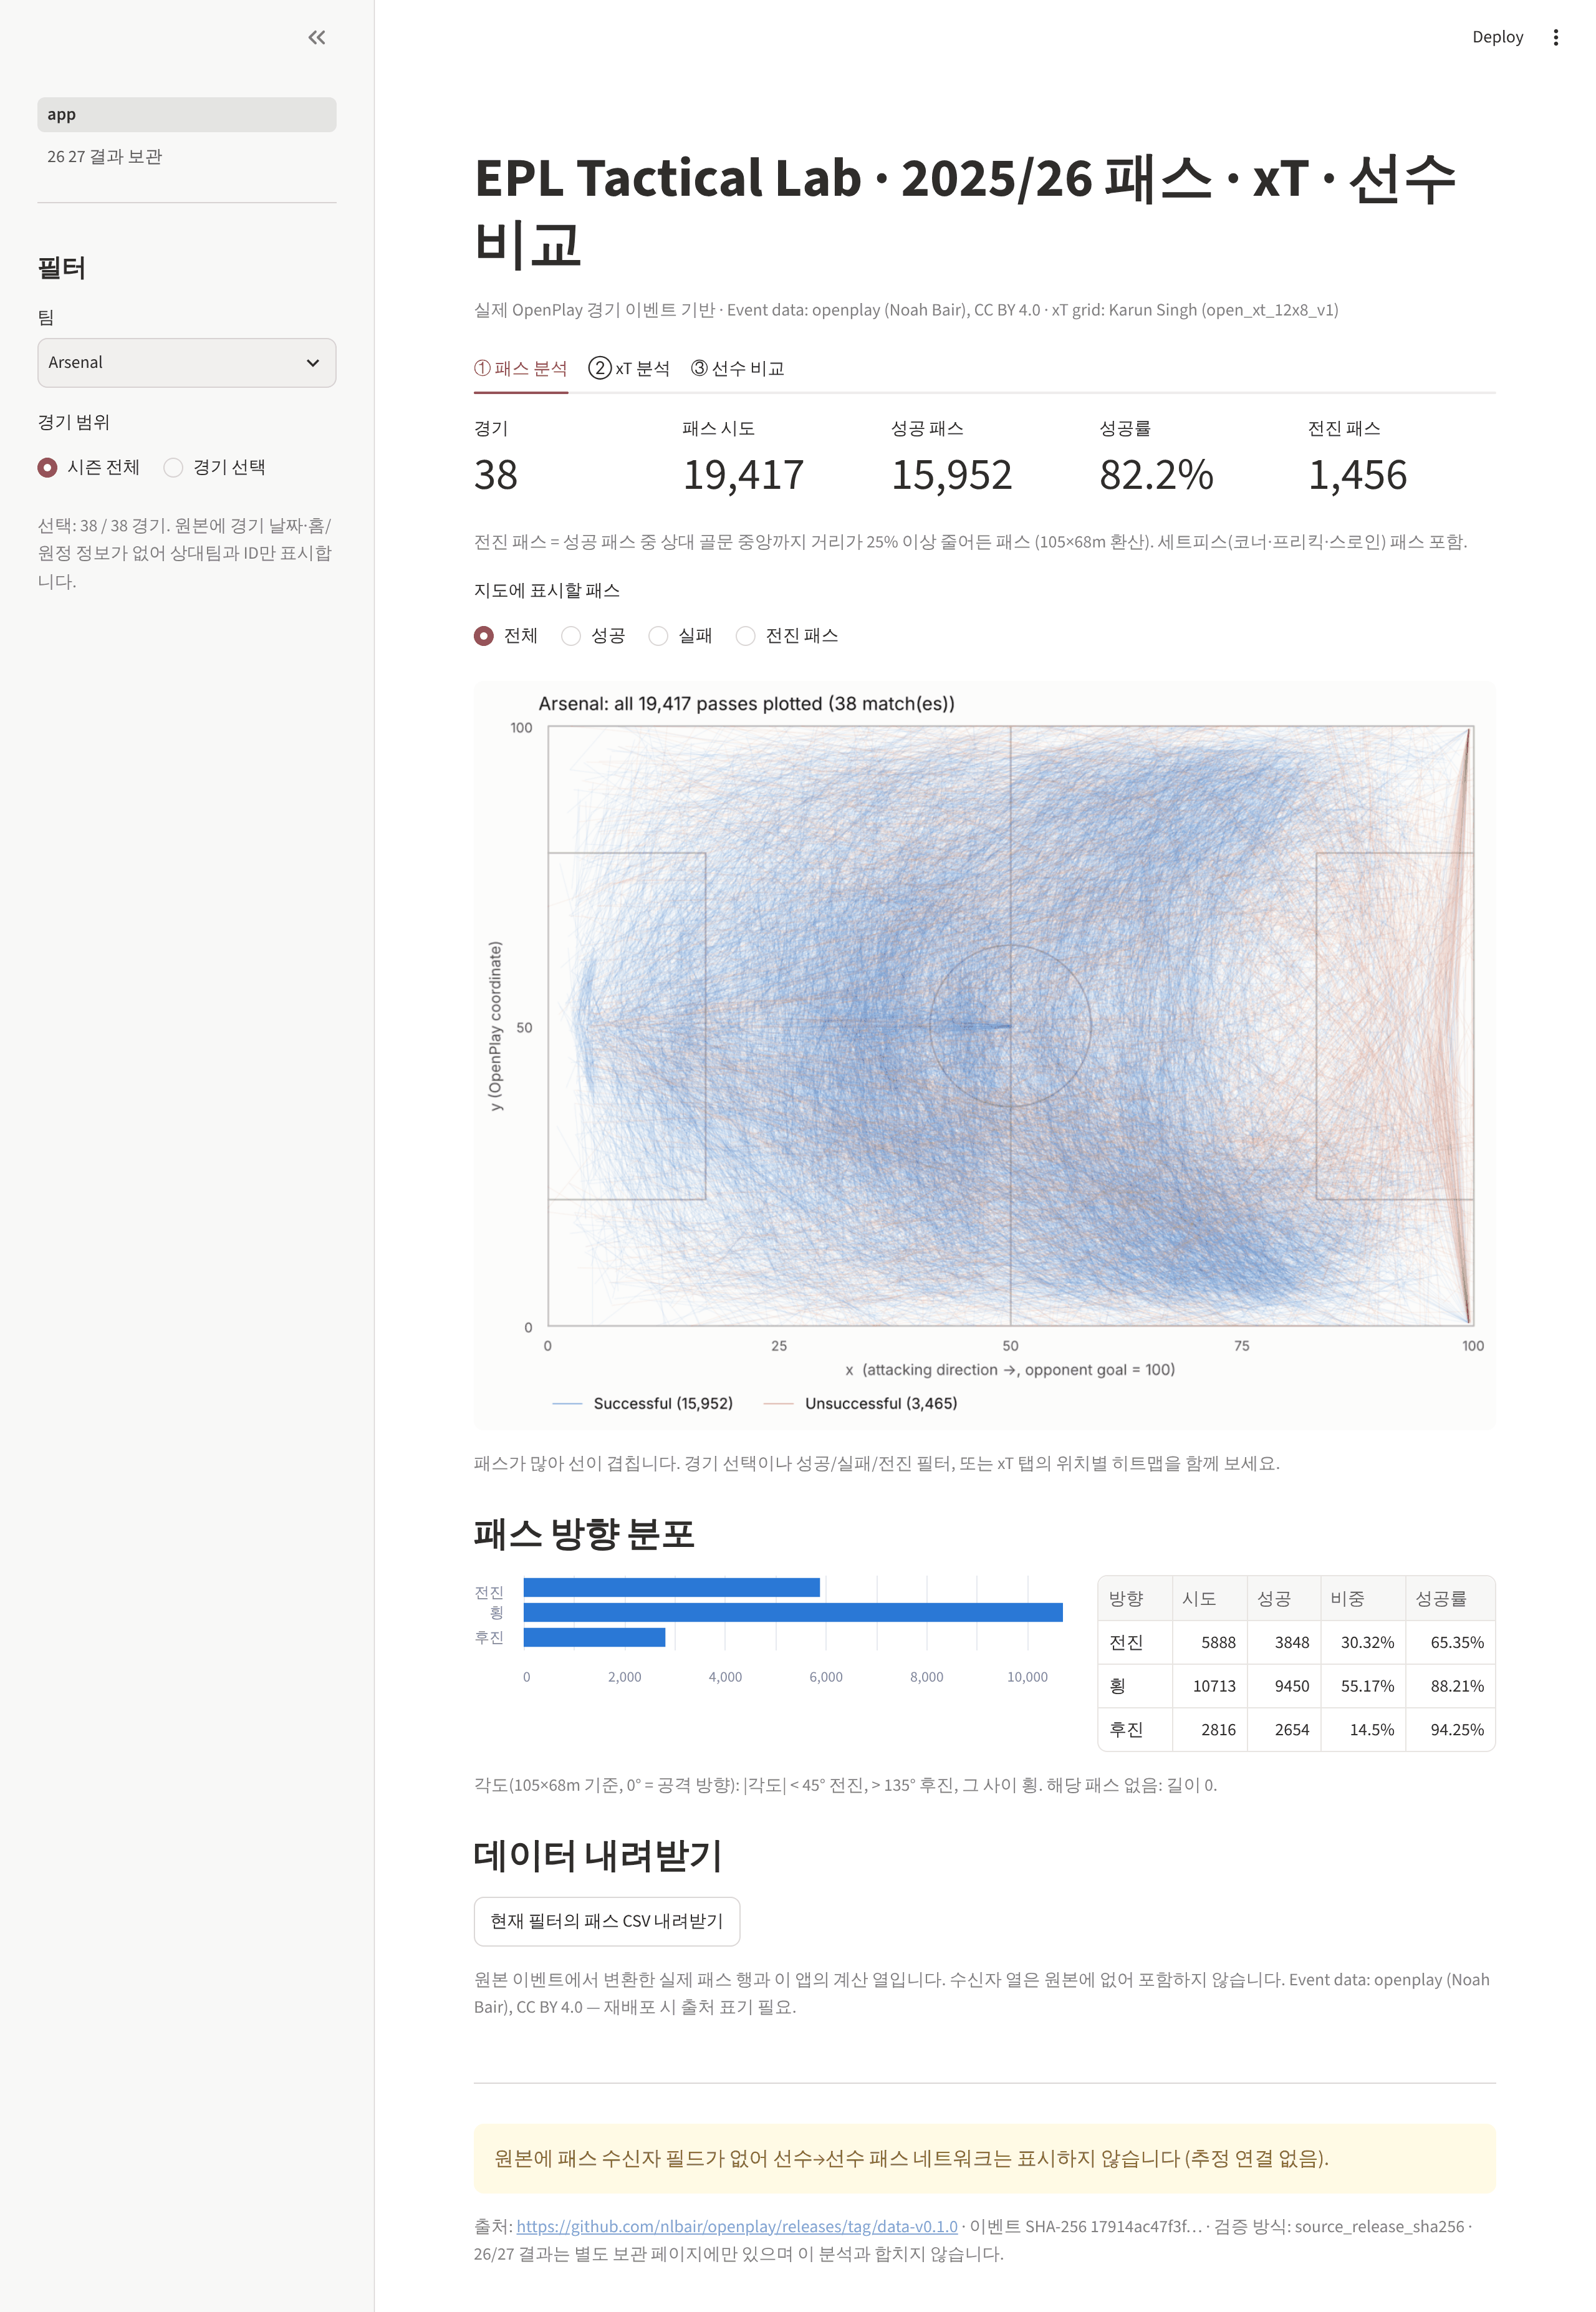 Deploy
app
26 27 결과 보관
필터
팀
Arsenal
경기 범위
시즌 전체 경기 선택
선택: 38 / 38 경기. 원본에 경기 날짜·홈/
원정 정보가 없어 상대팀과 ID만 표시합
니다.
EPL Tactical Lab · 2025/26 패스 · xT · 선수
비교
실제 OpenPlay 경기 이벤트 기반 · Event data: openplay (Noah Bair), CC BY 4.0 · xT grid: Karun Singh (open_xt_12x8_v1)
① 패스 분석 ② xT 분석 ③ 선수 비교
경기 패스 시도 성공 패스 성공률 전진 패스
38 19,417 15,952 82.2% 1,456
전진 패스 = 성공 패스 중 상대 골문 중앙까지 거리가 25% 이상 줄어든 패스 (105×68m 환산). 세트피스(코너·프리킥·스로인) 패스 포함.
지도에 표시할 패스
전체 성공 실패 전진 패스
Arsenal: all 19,417 passes plotted (38 match(es))
100
50
0
y (OpenPlay coordinate)
0 25 50 75 100
x (attacking direction →, opponent goal = 100)
Successful (15,952) Unsuccessful (3,465)
패스가 많아 선이 겹칩니다. 경기 선택이나 성공/실패/전진 필터, 또는 xT 탭의 위치별 히트맵을 함께 보세요.
패스 방향 분포
전진
횡
후진
0 2,000 4,000 6,000 8,000 10,000
방향 시도 성공 비중 성공률
전진 5888 3848 30.32% 65.35%
횡 10713 9450 55.17% 88.21%
후진 2816 2654 14.5% 94.25%
각도(105×68m 기준, 0° = 공격 방향): |각도| < 45° 전진, > 135° 후진, 그 사이 횡. 해당 패스 없음: 길이 0.
데이터 내려받기
현재 필터의 패스 CSV 내려받기
원본 이벤트에서 변환한 실제 패스 행과 이 앱의 계산 열입니다. 수신자 열은 원본에 없어 포함하지 않습니다. Event data: openplay (Noah
Bair), CC BY 4.0 — 재배포 시 출처 표기 필요.
원본에 패스 수신자 필드가 없어 선수→선수 패스 네트워크는 표시하지 않습니다 (추정 연결 없음).
출처: https://github.com/nlbair/openplay/releases/tag/data-v0.1.0 · 이벤트 SHA-256 17914ac47f3f… · 검증 방식: source_release_sha256 ·
26/27 결과는 별도 보관 페이지에만 있으며 이 분석과 합치지 않습니다.